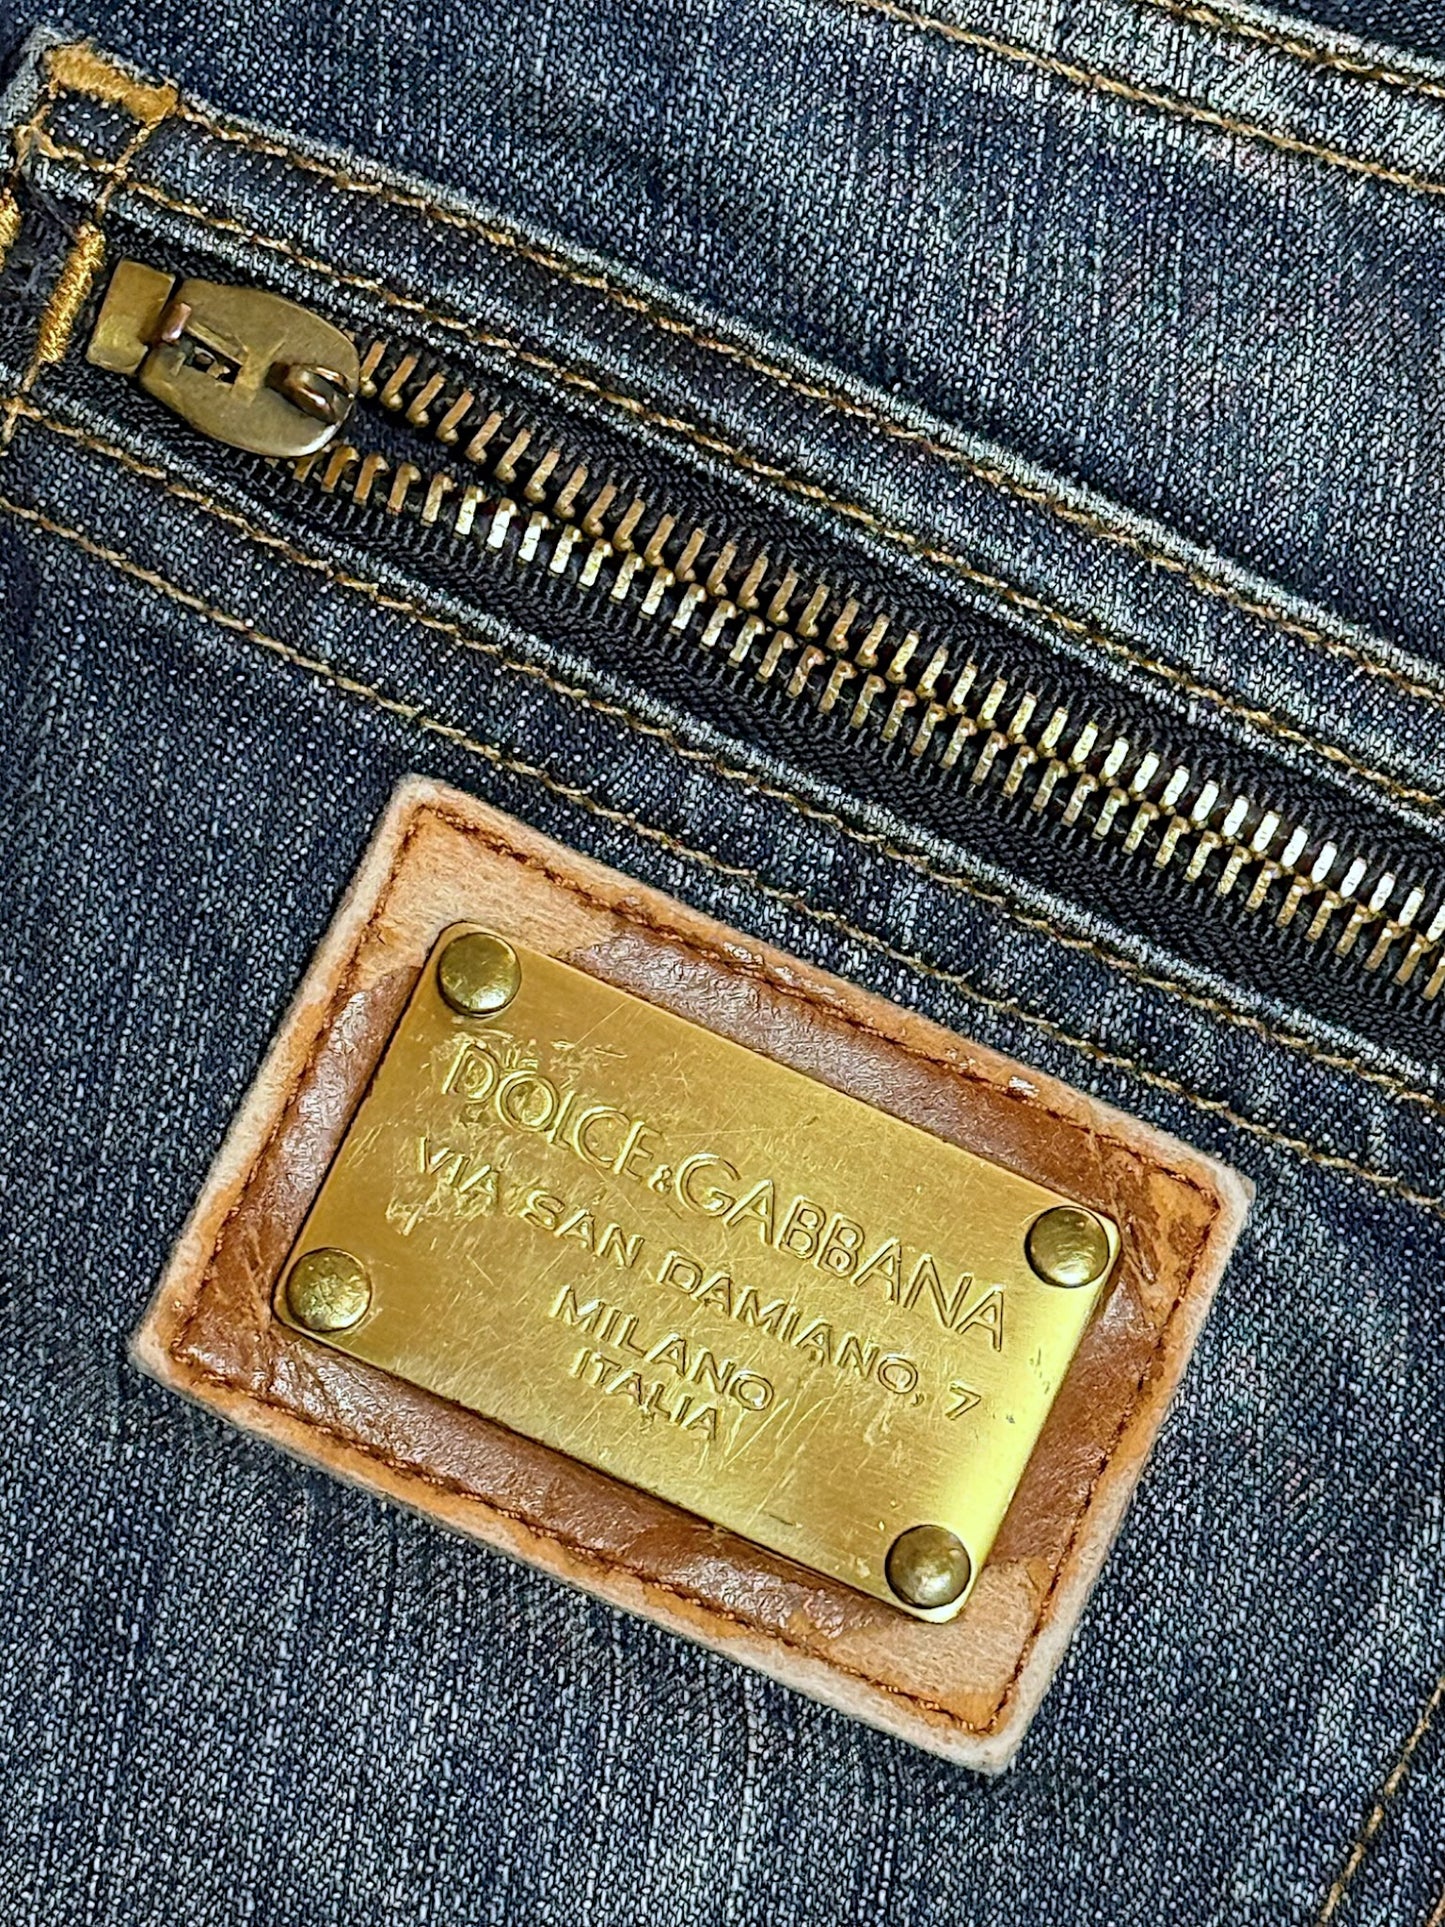 DOLCE&GABBANA
VIA SAN DAMIANO, 7
MILANO
ITALIA